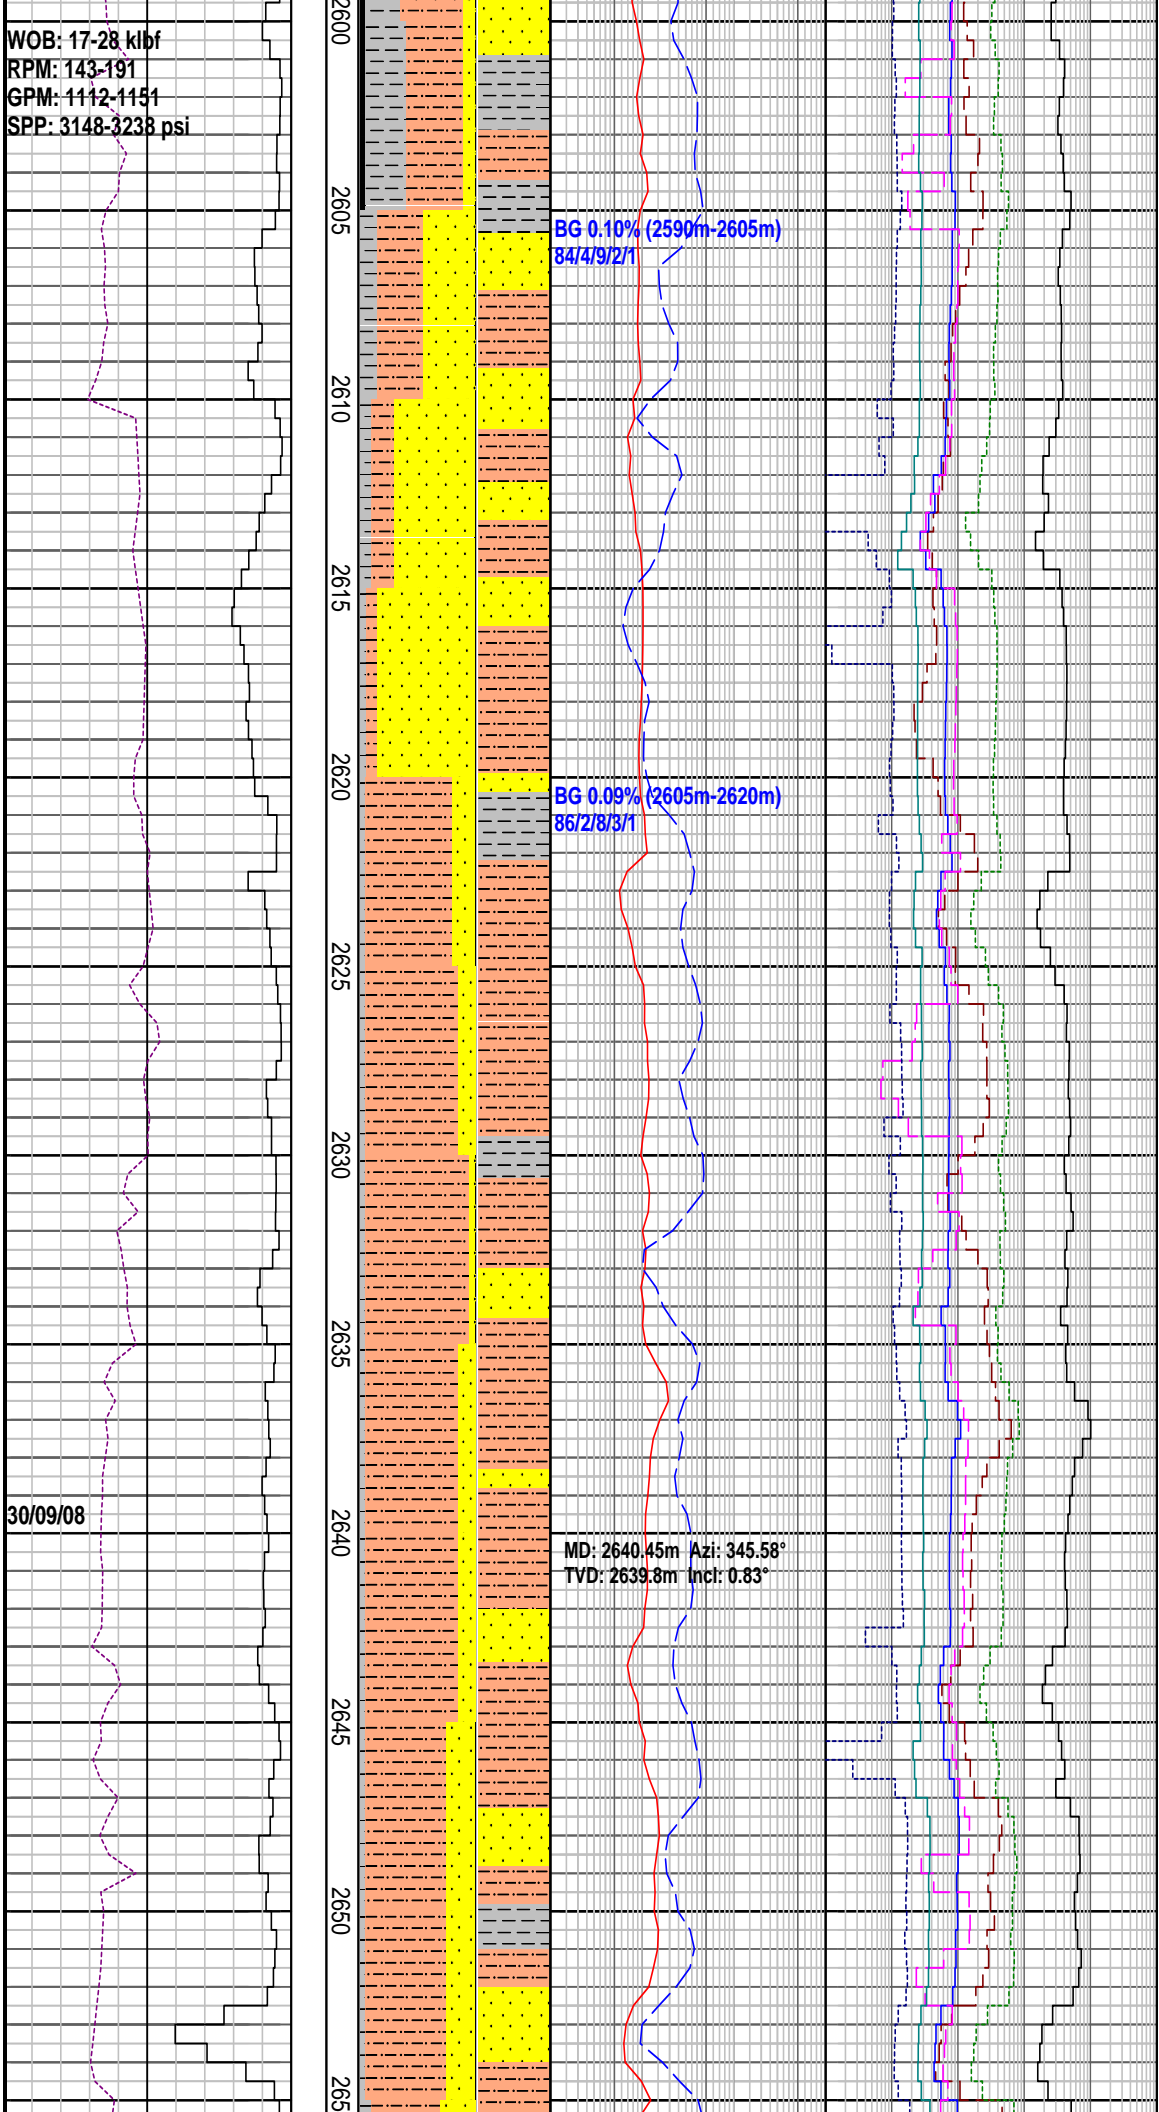 2600
WOB: 17-28 klbf
RPM: 143-191
GPM: 1112-1151
SPP: 3148-3238 psi
2605
BG 0.10% (2590m-2605m)
84/4/9/2/1
2610
2615
2620
BG 0.09% (2605m-2620m)
86/2/8/3/1
2625
2630
2635
30/09/08
2640
MD: 2640.45m Azi: 345.58°
TVD: 2639.8m Incl: 0.83°
2645
2650
265